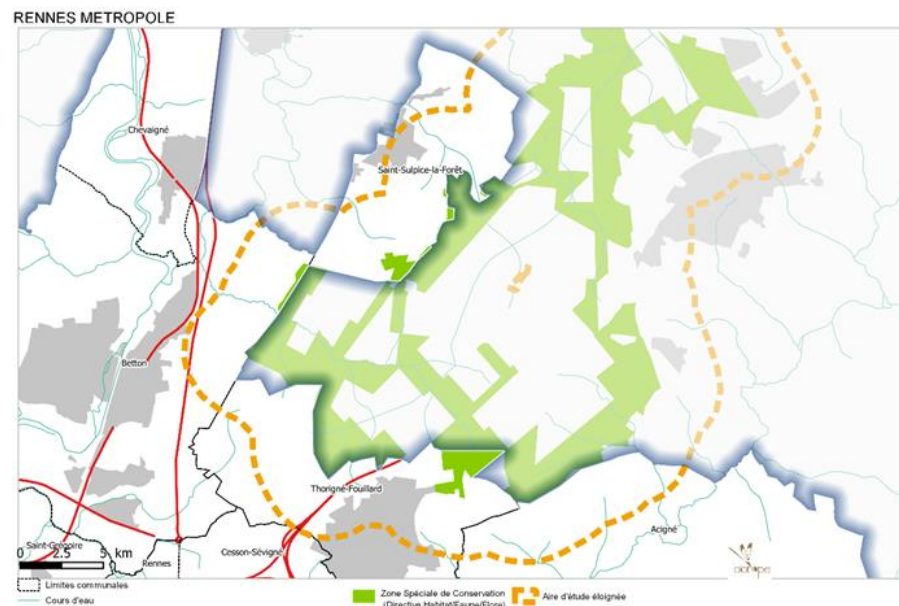 RENNES METROPOLE
Chevaigné
Saint-Sulpice-la-Forêt
Betton
Thorigné-Fouillard
Acigné
Saint-Grégoire
Rennes
Cesson-Sévigné
0 2.5 5 km
Limites communales
Cours d'eau
Zone Spéciale de Conservation
(Directive Habitat/Faune/Flore)
Aire d'étude éloignée